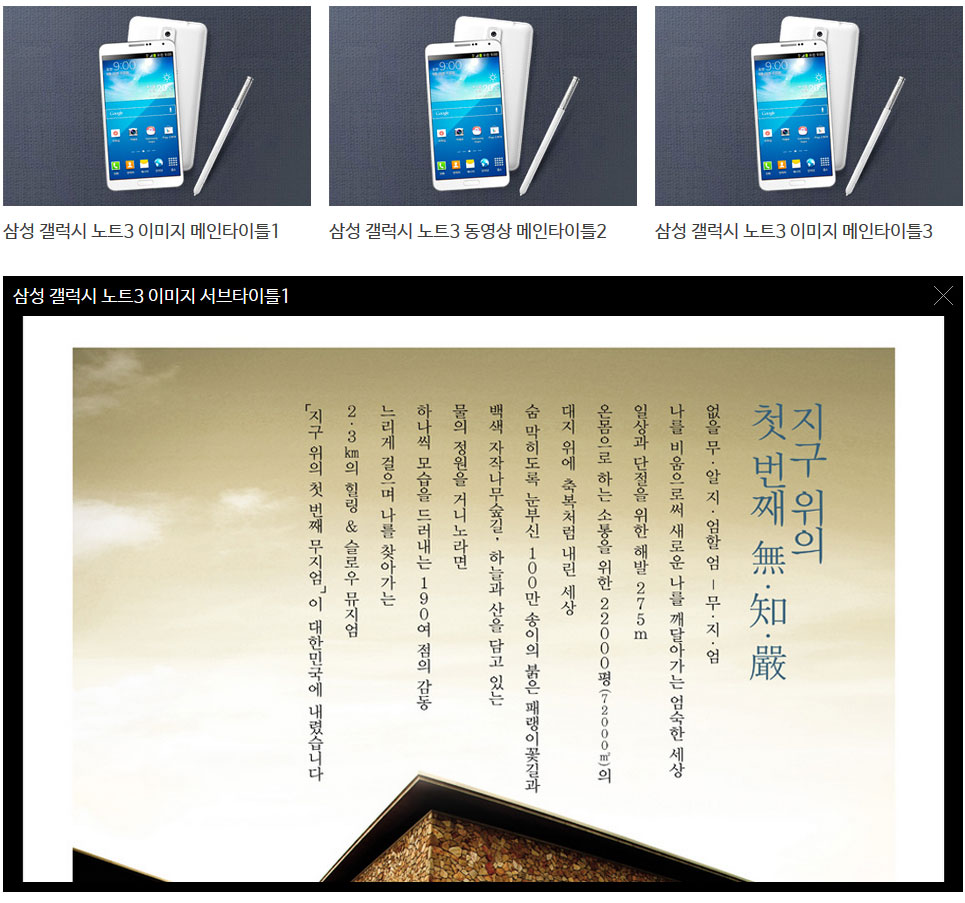 삼성 갤럭시 노트3 이미지 메인타이틀1
삼성 갤럭시 노트3 동영상 메인타이틀2
삼성 갤럭시 노트3 이미지 메인타이틀3
삼성 갤럭시 노트3 이미지 서브타이틀1
지구 위의
첫 번째 無·知·嚴
없을 무·알 지·엄할 엄 – 무·지·엄
나를 비움으로써 새로운 나를 깨달아가는 엄숙한 세상
일상과 단절을 위한 해발 275m
온몸으로 하는 소통을 위한 22000평(72000㎡)의
대지 위에 축복처럼 내린 세상
숨 막히도록 눈부신 100만 송이의 붉은 패랭이꽃길과
백색 자작나무숲길, 하늘과 산을 담고 있는
물의 정원을 거니노라면
하나씩 모습을 드러내는 190여 점의 감동
느리게 걸으며 나를 찾아가는
2·3㎞의 힐링 & 슬로우 뮤지엄
「지구 위의 첫 번째 무지엄」이 대한민국에 내렸습니다